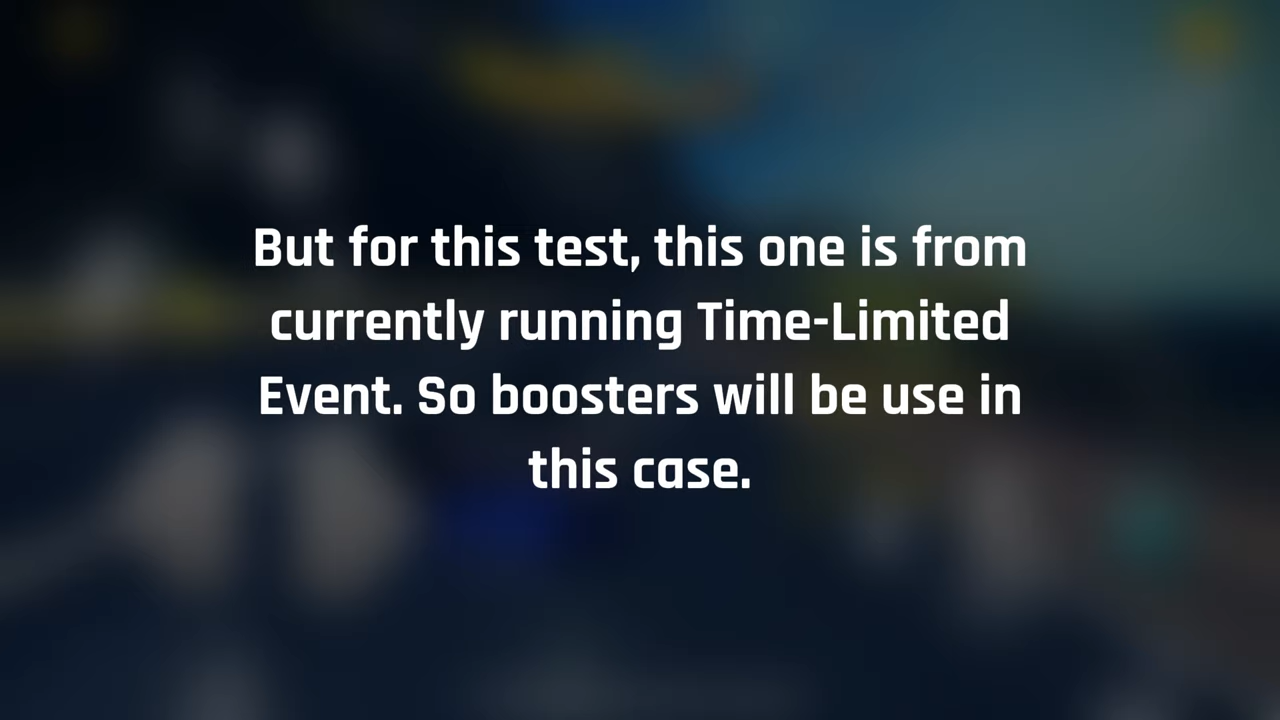 But for this test, this one is from
currently running Time-Limited
Event. So boosters will be use in
this case.